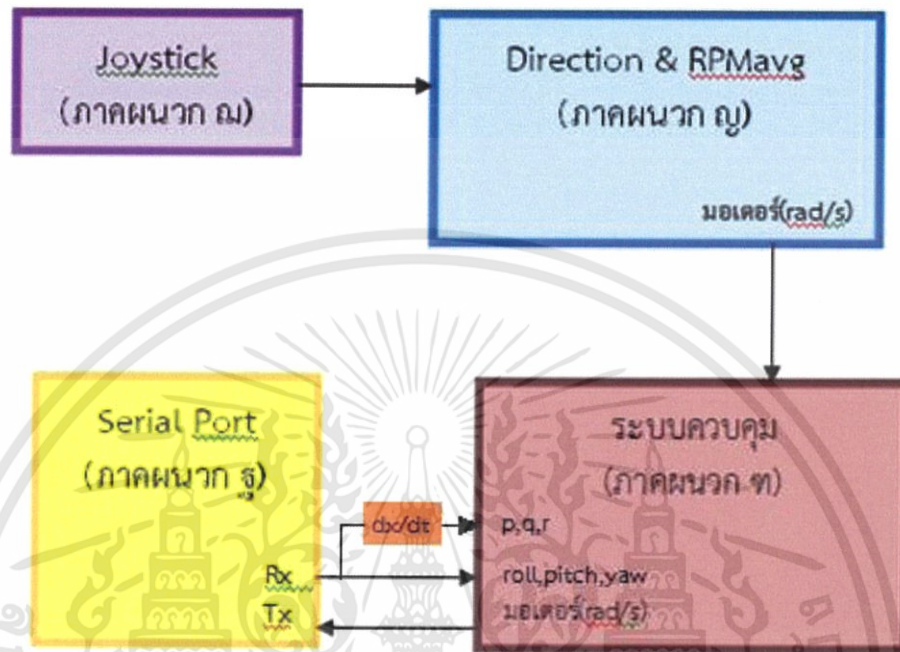 Joystick
(ภาคผนวก ฌ)
Direction & RPMavg
(ภาคผนวก ญ)
มอเตอร์(rad/s)
Serial Port
(ภาคผนวก ฐ)
Rx
Tx
dx/dt
ระบบควบคุม
(ภาคผนวก ฑ)
p,q,r
roll,pitch,yaw
มอเตอร์(rad/s)